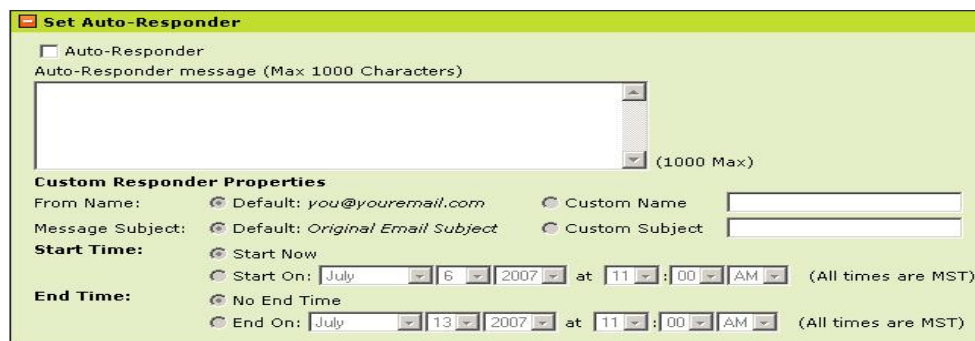 Set Auto-Responder
Auto-Responder
Auto-Responder message (Max 1000 Characters)
(1000 Max)
Custom Responder Properties
From Name: Default: you@youremail.com Custom Name
Message Subject: Default: Original Email Subject Custom Subject
Start Time: Start Now
Start On: July 6 2007 at 11 : 00 AM (All times are MST)
End Time: No End Time
End On: July 13 2007 at 11 : 00 AM (All times are MST)